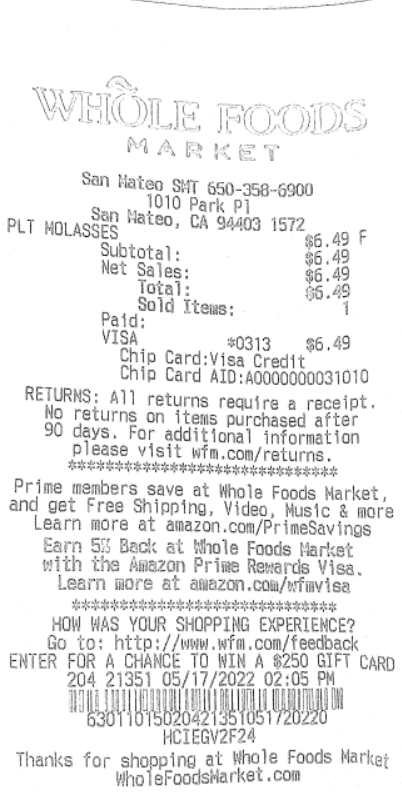 WHOLE FOODS
MARKET
San Mateo SMT 650-358-6900
1010 Park Pl
San Mateo, CA 94403 1572
PLT MOLASSES $6.49 F
Subtotal: $6.49
Net Sales: $6.49
Total: $6.49
Sold Items: 1
Paid:
VISA *0313 $6.49
Chip Card:Visa Credit
Chip Card AID:A0000000031010
RETURNS: All returns require a receipt.
No returns on items purchased after
90 days. For additional information
please visit wfm.com/returns.
******************************
Prime members save at Whole Foods Market,
and get Free Shipping, Video, Music & more
Learn more at amazon.com/PrimeSavings
Earn 5% Back at Whole Foods Market
with the Amazon Prime Rewards Visa.
Learn more at amazon.com/wfmvisa
******************************
HOW WAS YOUR SHOPPING EXPERIENCE?
Go to: http://www.wfm.com/feedback
ENTER FOR A CHANCE TO WIN A $250 GIFT CARD
204 21351 05/17/2022 02:05 PM
63011015020421351051720220
HCIEGV2F24
Thanks for shopping at Whole Foods Market
WholeFoodsMarket.com